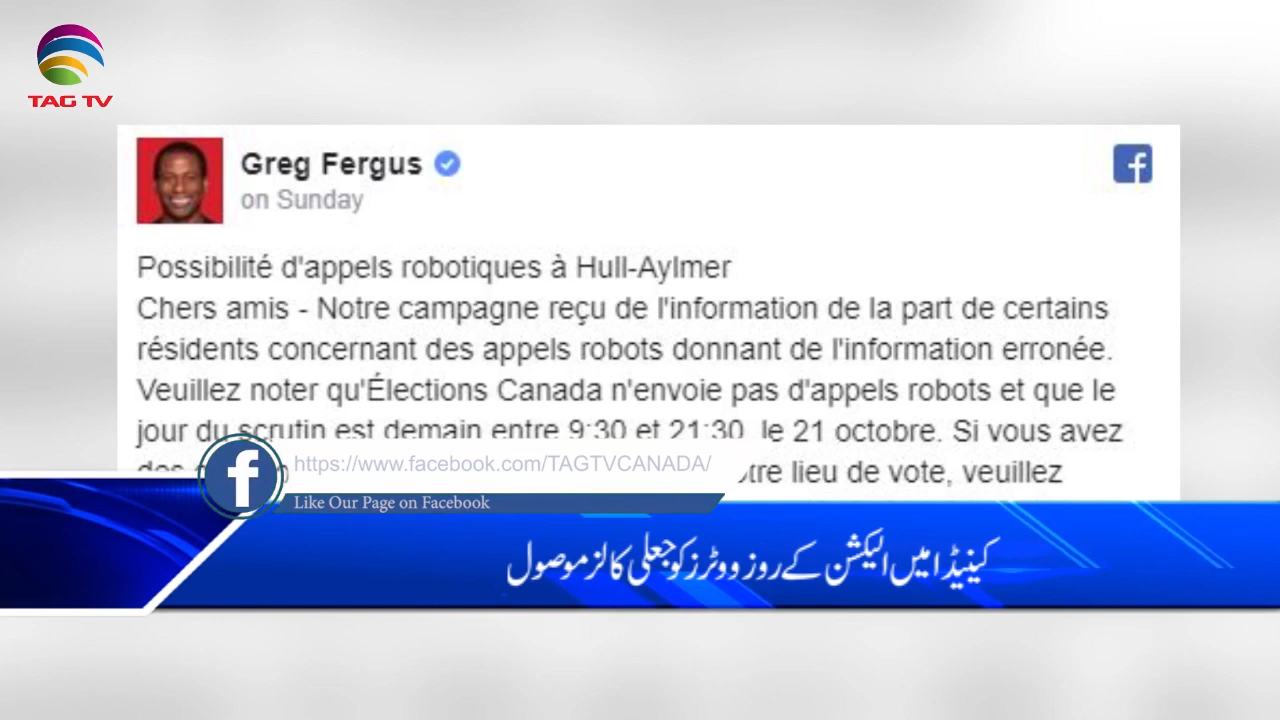 TAG TV
Greg Fergus
on Sunday
Possibilité d'appels robotiques à Hull-Aylmer
Chers amis - Notre campagne reçu de l'information de la part de certains
résidents concernant des appels robots donnant de l'information erronée.
Veuillez noter qu'Élections Canada n'envoie pas d'appels robots et que le
jour du scrutin est demain entre 9:30 et 21:30 le 21 octobre. Si vous avez
lieu de vote, veuillez
https://www.facebook.com/TAGTVCANADA/
Like Our Page on Facebook
کینیڈا میں الیکشن کے روز ووٹرز کو جعلی کالز موصول